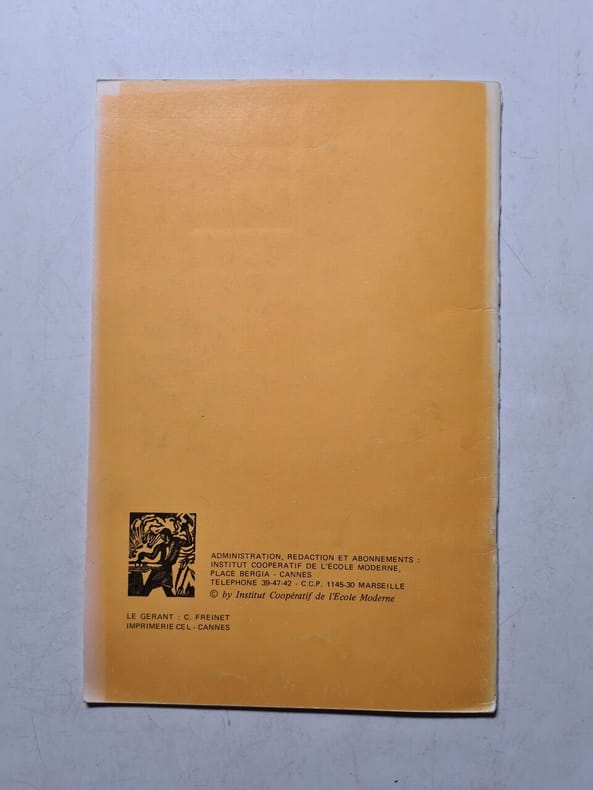 ADMINISTRATION, REDACTION ET ABONNEMENTS :
INSTITUT COOPERATIF DE L'ECOLE MODERNE,
PLACE BERGIA - CANNES
TELEPHONE 39-47-42 - C.C.P. 1145-30 MARSEILLE
© by Institut Coopératif de l'Ecole Moderne
LE GERANT : C. FREINET
IMPRIMERIE CEL - CANNES